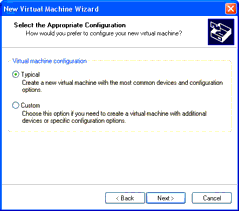 New Virtual Machine Wizard
Select the Appropriate Configuration
How would you prefer to configure your new virtual machine?
Virtual machine configuration
Typical
Create a new virtual machine with the most common devices and configuration
options.
Custom
Choose this option if you need to create a virtual machine with additional
devices or specific configuration options.
< Back
Next >
Cancel